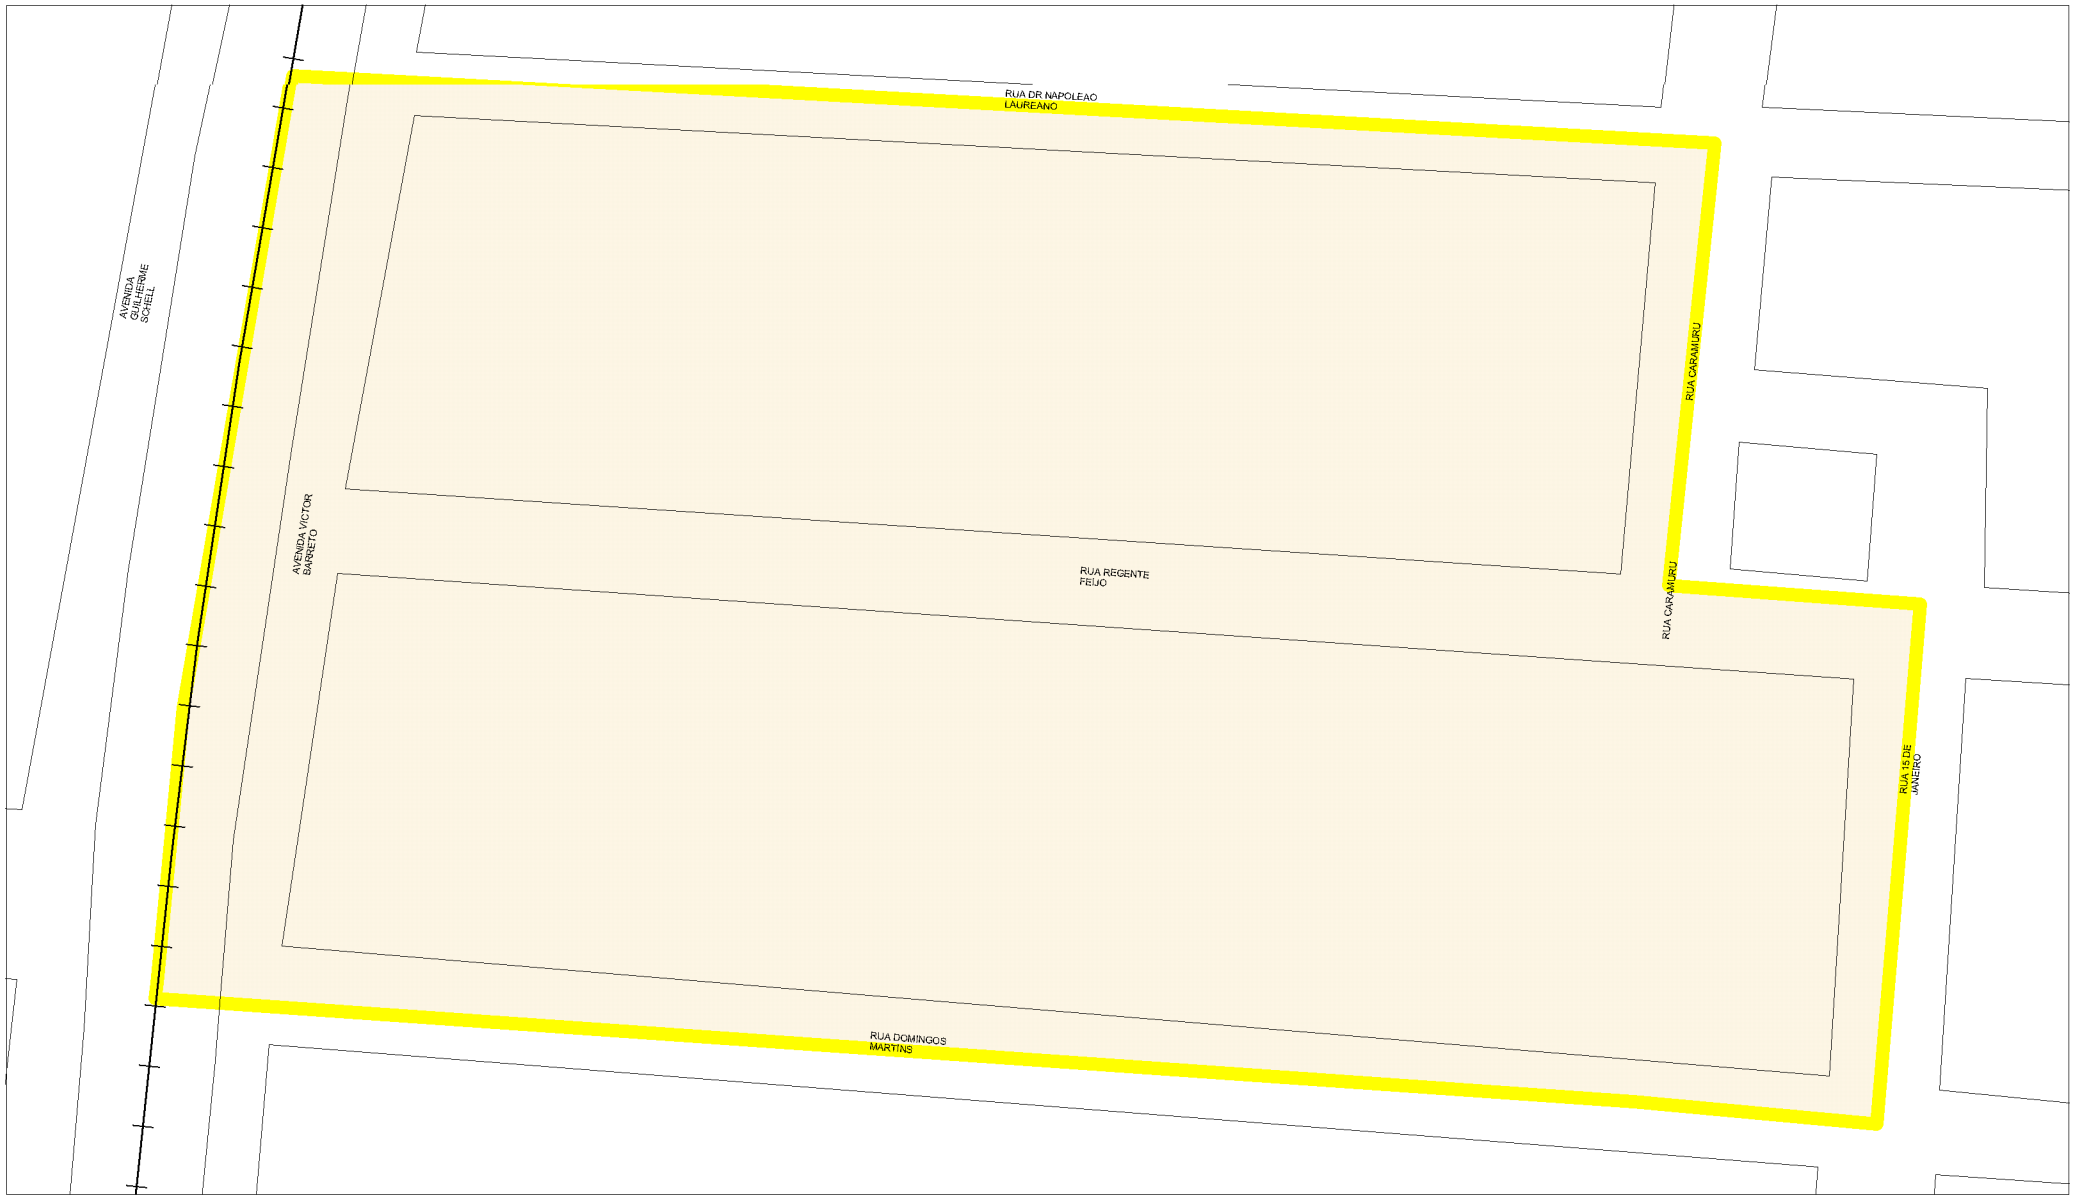 RUA DR NAPOLEAO
LAUREANO
AVENIDA
GUILHERME
SCHELL
RUA CARAMURU
AVENIDA VICTOR
BARRETO
RUA REGENTE
FEIJO
RUA CARAMURU
RUA 15 DE
JANEIRO
RUA DOMINGOS
MARTINS